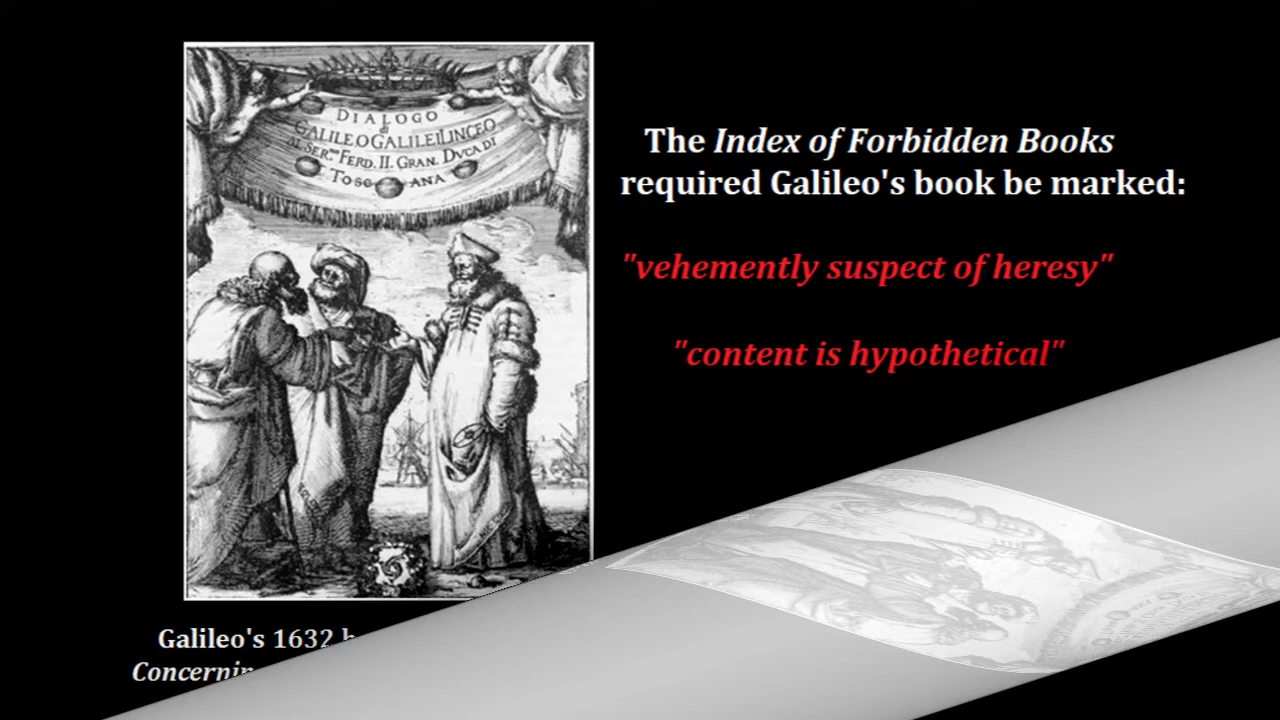 DIALOGO
di
GALILEO GALILEI LINCEO
AL SER.mo FERD. II. GRAN. DVCA DI
TOSCANA
The Index of Forbidden Books
required Galileo's book be marked:
"vehemently suspect of heresy"
"content is hypothetical"
Galileo's 1632